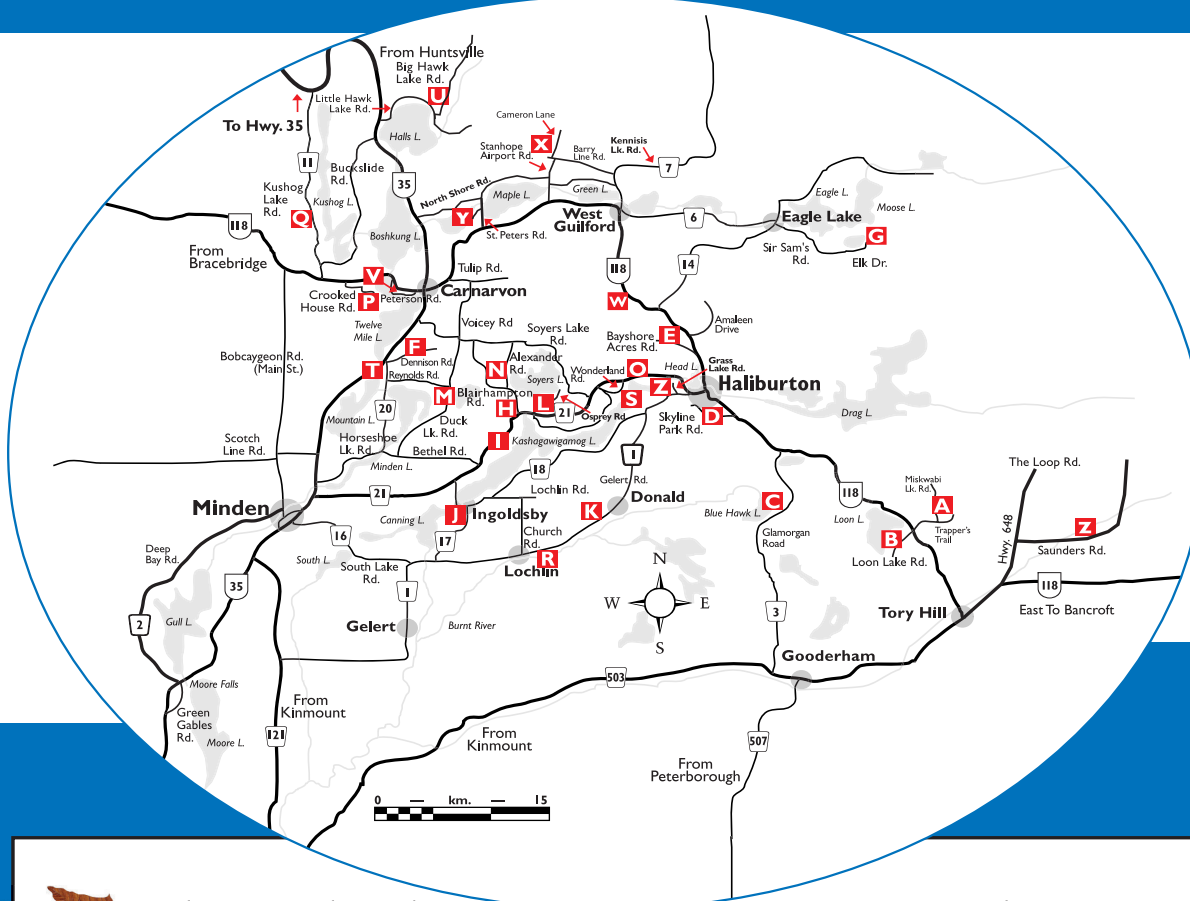 From Huntsville
Big Hawk
Lake Rd.
U
Little Hawk
Lake Rd.
To Hwy. 35
Halls L.
11
Buckslide
Rd.
35
Kushog
Lake
Rd.
Kushog L.
Q
118
From
Bracebridge
Boshkung L.
North Shore Rd.
Y
Maple L.
St. Peters Rd.
Cameron Lane
X
Stanhope
Airport Rd.
Barry
Line Rd.
Kennisis
Lk. Rd.
7
Green L.
West
Guilford
6
Eagle L.
Moose L.
Eagle Lake
G
Sir Sam's
Rd.
Elk Dr.
14
118
W
V
Crooked
House Rd.
P
Peterson Rd.
Tulip Rd.
Carnarvon
Twelve
Mile L.
Voicey Rd
Soyers Lake
Rd.
Bayshore
Acres Rd.
E
Amaleen
Drive
Bobcaygeon Rd.
(Main St.)
T
F
Dennison Rd.
Reynolds Rd.
N
Alexander
Rd.
Soyers L.
Wonderland
Rd.
O
Head L.
Grass
Lake Rd.
Z
Haliburton
M
Blairhampton
Rd.
H
L
21
Osprey Rd
S
Skyline
Park Rd.
D
Drag L.
20
Mountain L.
Duck
Lk. Rd.
I
Kashagawigamog L.
Scotch
Line Rd.
Horseshoe
Lk. Rd.
Bethel Rd.
Minden L.
18
1
Gelert Rd.
21
Lochlin Rd.
Donald
Minden
Canning L.
J
Ingoldsby
K
Blue Hawk L.
C
118
Loon L.
Miskwabi
Lk. Rd.
A
Trapper's
Trail
The Loop Rd.
Hwy. 648
Z
Saunders Rd.
Deep
Bay Rd.
16
South L.
South Lake
Rd.
17
Church
Rd.
R
Lochlin
Glamorgan
Road
B
Loon Lake Rd.
118
East To Bancroft
35
1
N
W
E
S
3
Tory Hill
2
Gull L.
Gelert
Burnt River
Gooderham
503
Moore Falls
Green
Gables
Rd.
Moore L.
From
Kinmount
121
From
Kinmount
From
Peterborough
507
0 — km. — 15